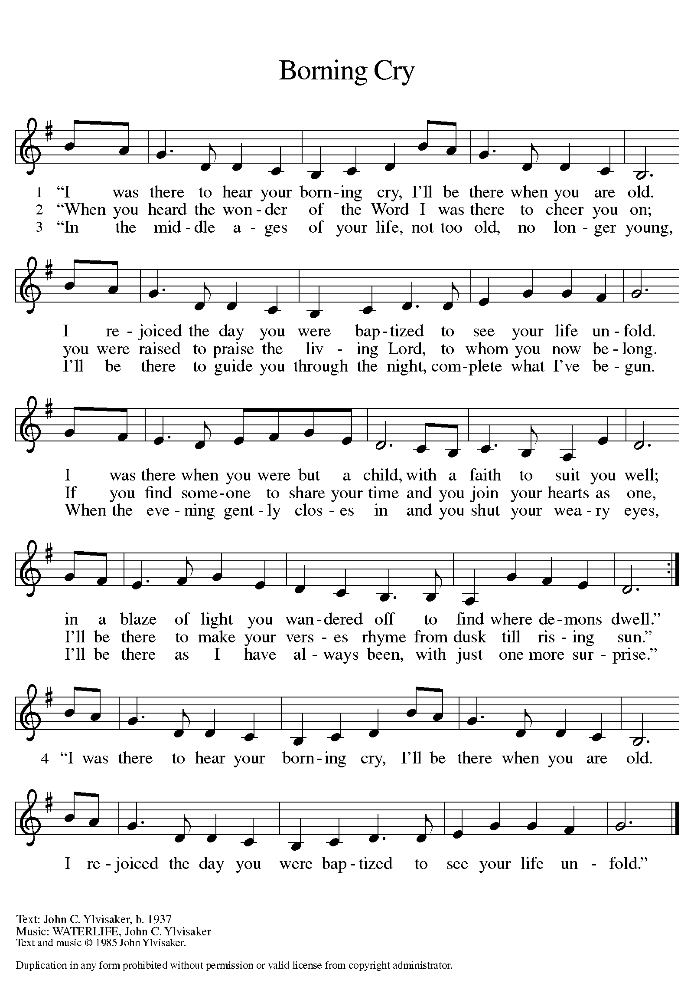 Borning Cry
1 “I was there to hear your born - ing cry, I’ll be there when you are old.
2 “When you heard the won - der of the Word I was there to cheer you on;
3 “In the mid - dle a - ges of your life, not too old, no lon - ger young,
I re - joiced the day you were bap - tized to see your life un - fold.
you were raised to praise the liv - ing Lord, to whom you now be - long.
I’ll be there to guide you through the night, com - plete what I’ve be - gun.
I was there when you were but a child, with a faith to suit you well;
If you find some - one to share your time and you join your hearts as one,
When the eve - ning gent - ly clos - es in and you shut your wea - ry eyes,
in a blaze of light you wan - dered off to find where de - mons dwell.”
I’ll be there to make your vers - es rhyme from dusk till ris - ing sun.”
I’ll be there as I have al - ways been, with just one more sur - prise.”
4 “I was there to hear your born - ing cry, I’ll be there when you are old.
I re - joiced the day you were bap - tized to see your life un - fold.”
Text: John C. Ylvisaker, b. 1937
Music: WATERLIFE, John C. Ylvisaker
Text and music © 1985 John Ylvisaker.
Duplication in any form prohibited without permission or valid license from copyright administrator.